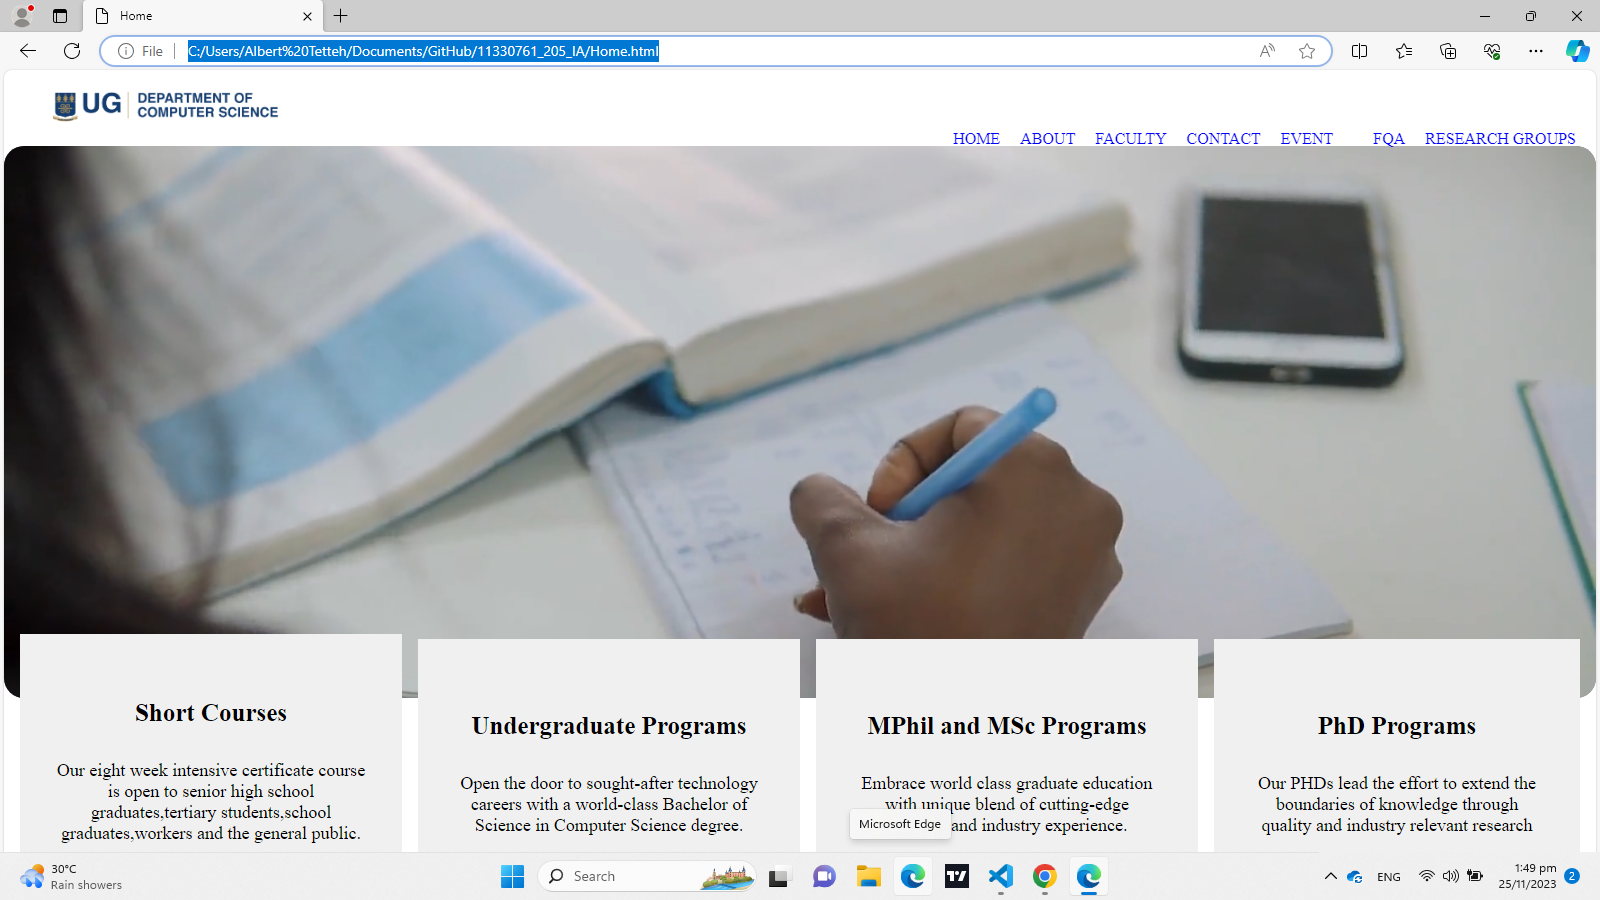 Home
File
C:/Users/Albert%20Tetteh/Documents/GitHub/11330761_205_IA/Home.html
UG DEPARTMENT OF
COMPUTER SCIENCE
HOME ABOUT FACULTY CONTACT EVENT FQA RESEARCH GROUPS
Short Courses
Our eight week intensive certificate course
is open to senior high school
graduates,tertiary students,school
graduates,workers and the general public.
Undergraduate Programs
Open the door to sought-after technology
careers with a world-class Bachelor of
Science in Computer Science degree.
MPhil and MSc Programs
Embrace world class graduate education
with unique blend of cutting-edge
and industry experience.
Microsoft Edge
PhD Programs
Our PHDs lead the effort to extend the
boundaries of knowledge through
quality and industry relevant research
30°C
Rain showers
Search
ENG
1:49 pm
25/11/2023
2